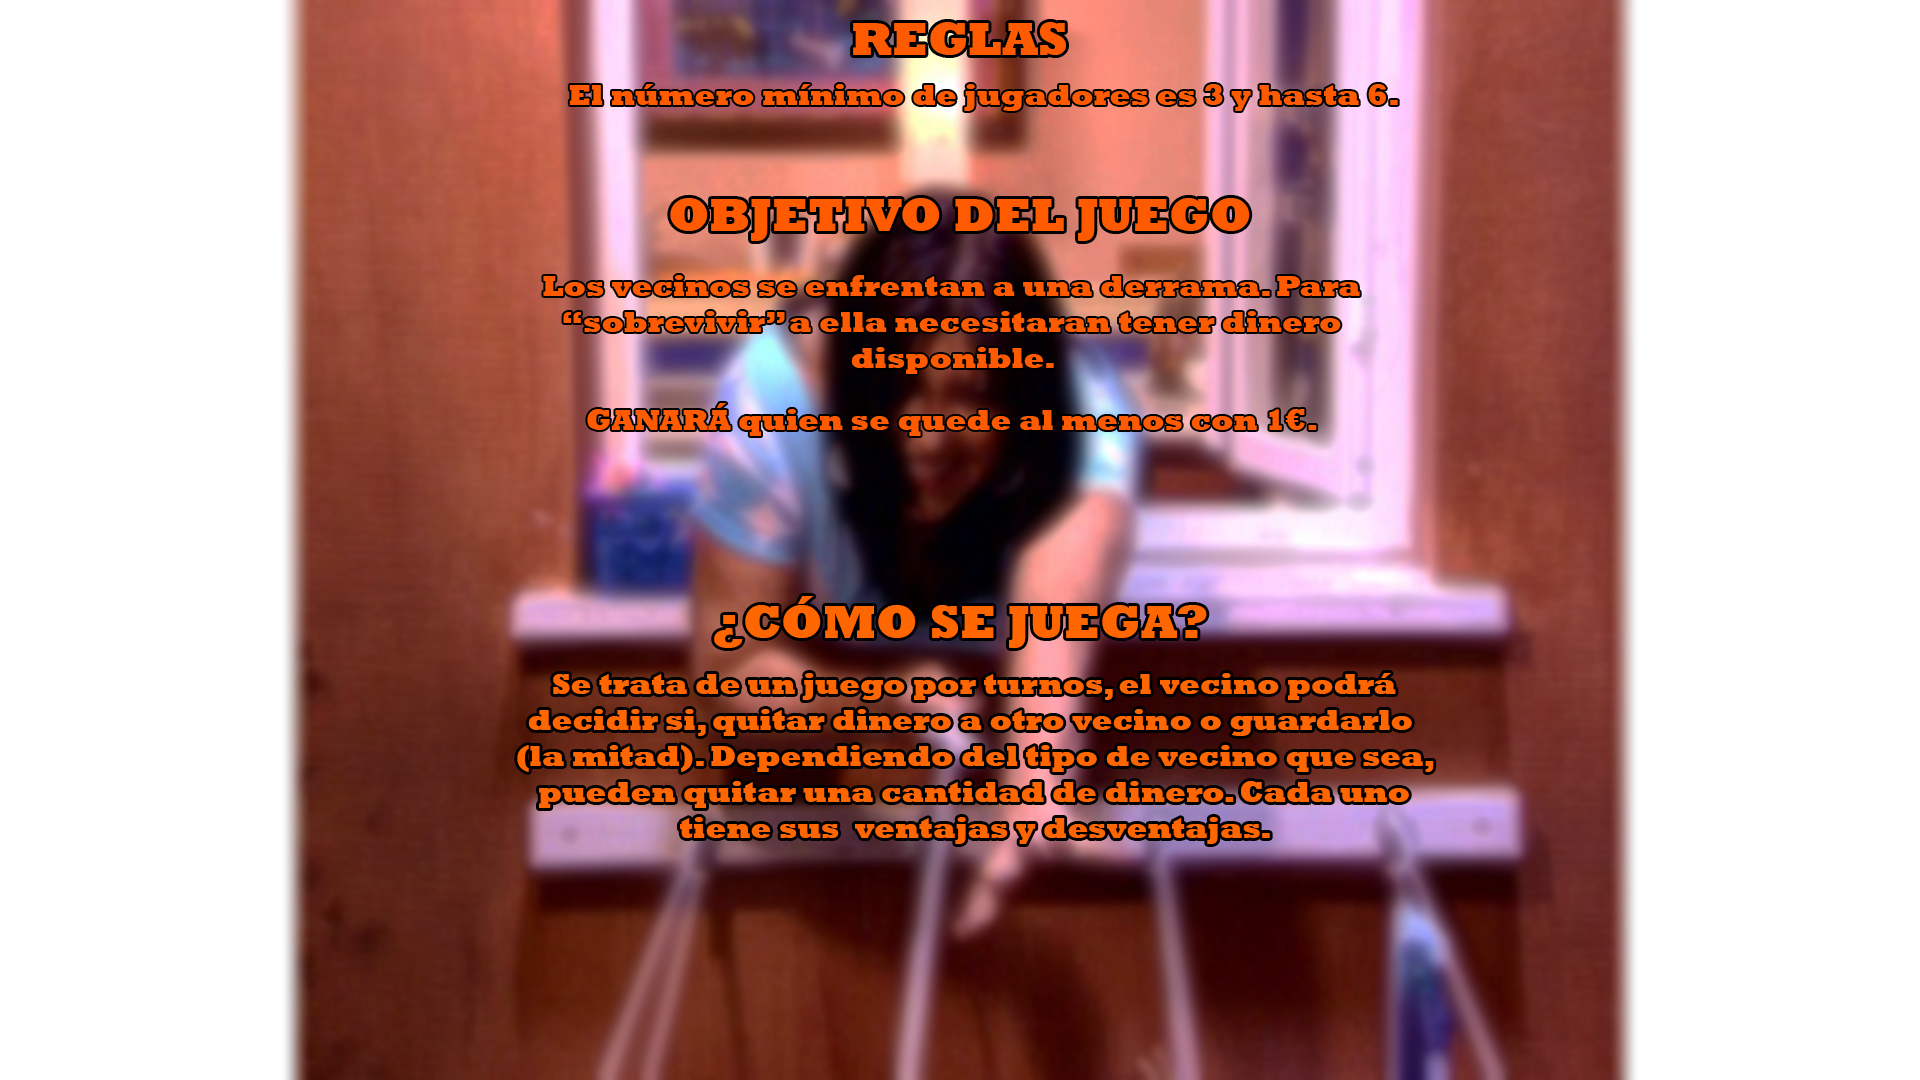 REGLAS
El número mínimo de jugadores es 3 y hasta 6.
OBJETIVO DEL JUEGO
Los vecinos se enfrentan a una derrama. Para
“sobrevivir” a ella necesitaran tener dinero
disponible.
GANARÁ quien se quede al menos con 1€.
¿CÓMO SE JUEGA?
Se trata de un juego por turnos, el vecino podrá
decidir si, quitar dinero a otro vecino o guardarlo
(la mitad). Dependiendo del tipo de vecino que sea,
pueden quitar una cantidad de dinero. Cada uno
tiene sus  ventajas y desventajas.